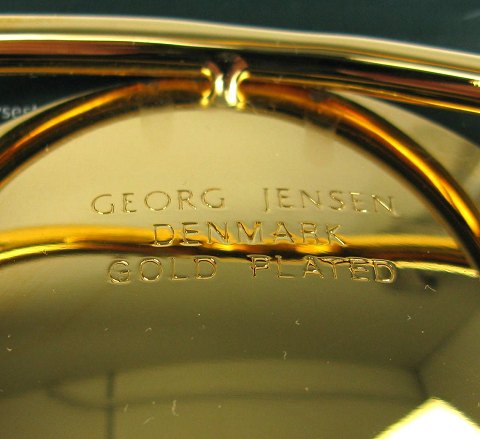 GEORG JENSEN
DENMARK
GOLD PLATED